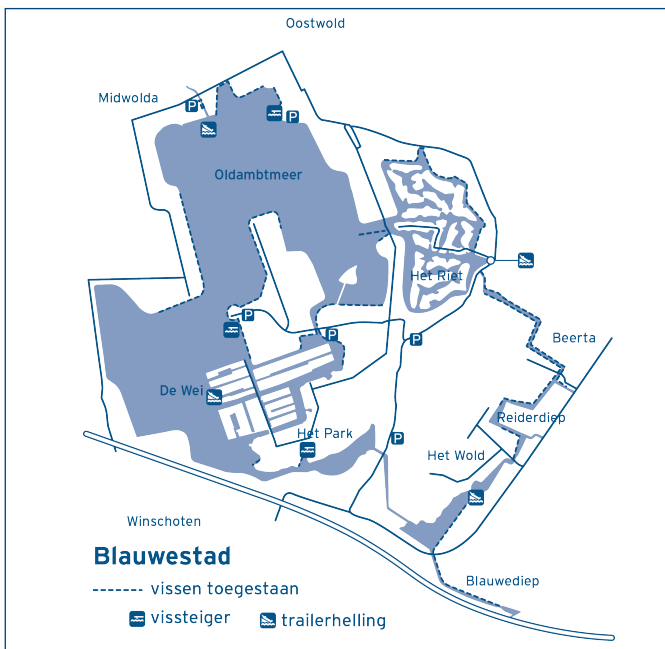 Oostwold
Midwolda
P
P
Oldambtmeer
Het Riet
P
P
P
Beerta
De Wei
Reiderdiep
Het Park
P
Het Wold
Winschoten
Blauwestad
Blauwediep
vissen toegestaan
vissteiger
trailerhelling